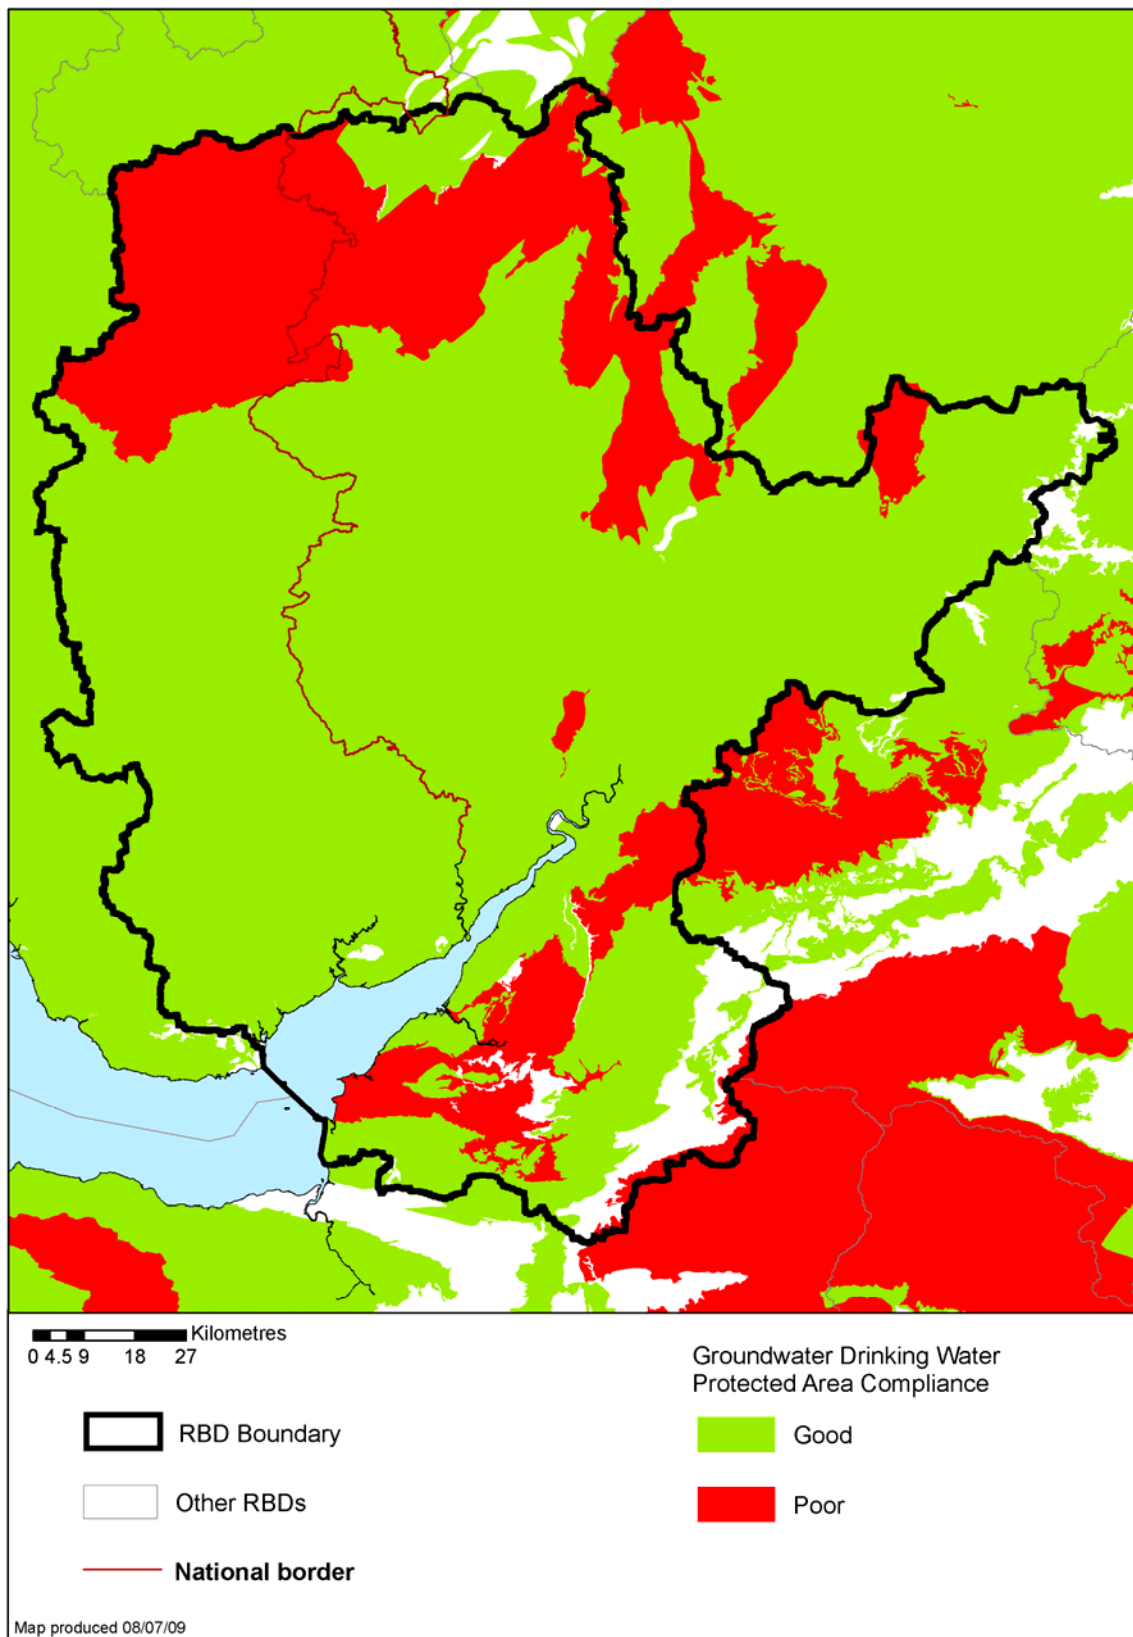 Kilometres
0 4.5 9 18 27
Groundwater Drinking Water
Protected Area Compliance
RBD Boundary
Good
Other RBDs
Poor
National border
Map produced 08/07/09